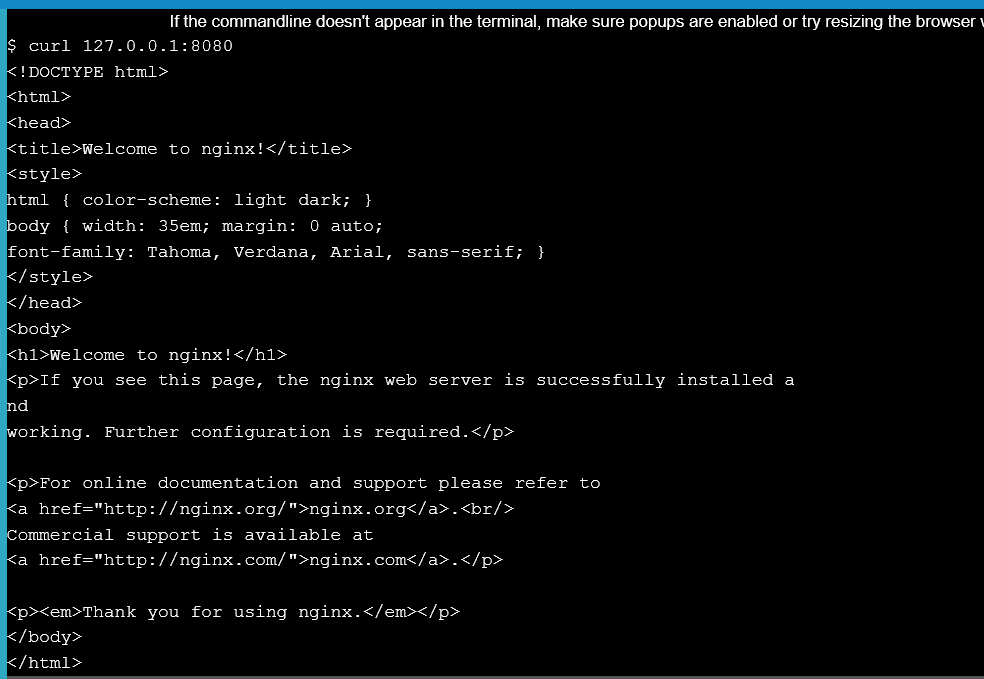 If the commandline doesn't appear in the terminal, make sure popups are enabled or try resizing the browser
$ curl 127.0.0.1:8080
<!DOCTYPE html>
<html>
<head>
<title>Welcome to nginx!</title>
<style>
html { color-scheme: light dark; }
body { width: 35em; margin: 0 auto;
font-family: Tahoma, Verdana, Arial, sans-serif; }
</style>
</head>
<body>
<h1>Welcome to nginx!</h1>
<p>If you see this page, the nginx web server is successfully installed a
nd
working. Further configuration is required.</p>

<p>For online documentation and support please refer to
<a href="http://nginx.org/">nginx.org</a>.<br/>
Commercial support is available at
<a href="http://nginx.com/">nginx.com</a>.</p>

<p><em>Thank you for using nginx.</em></p>
</body>
</html>